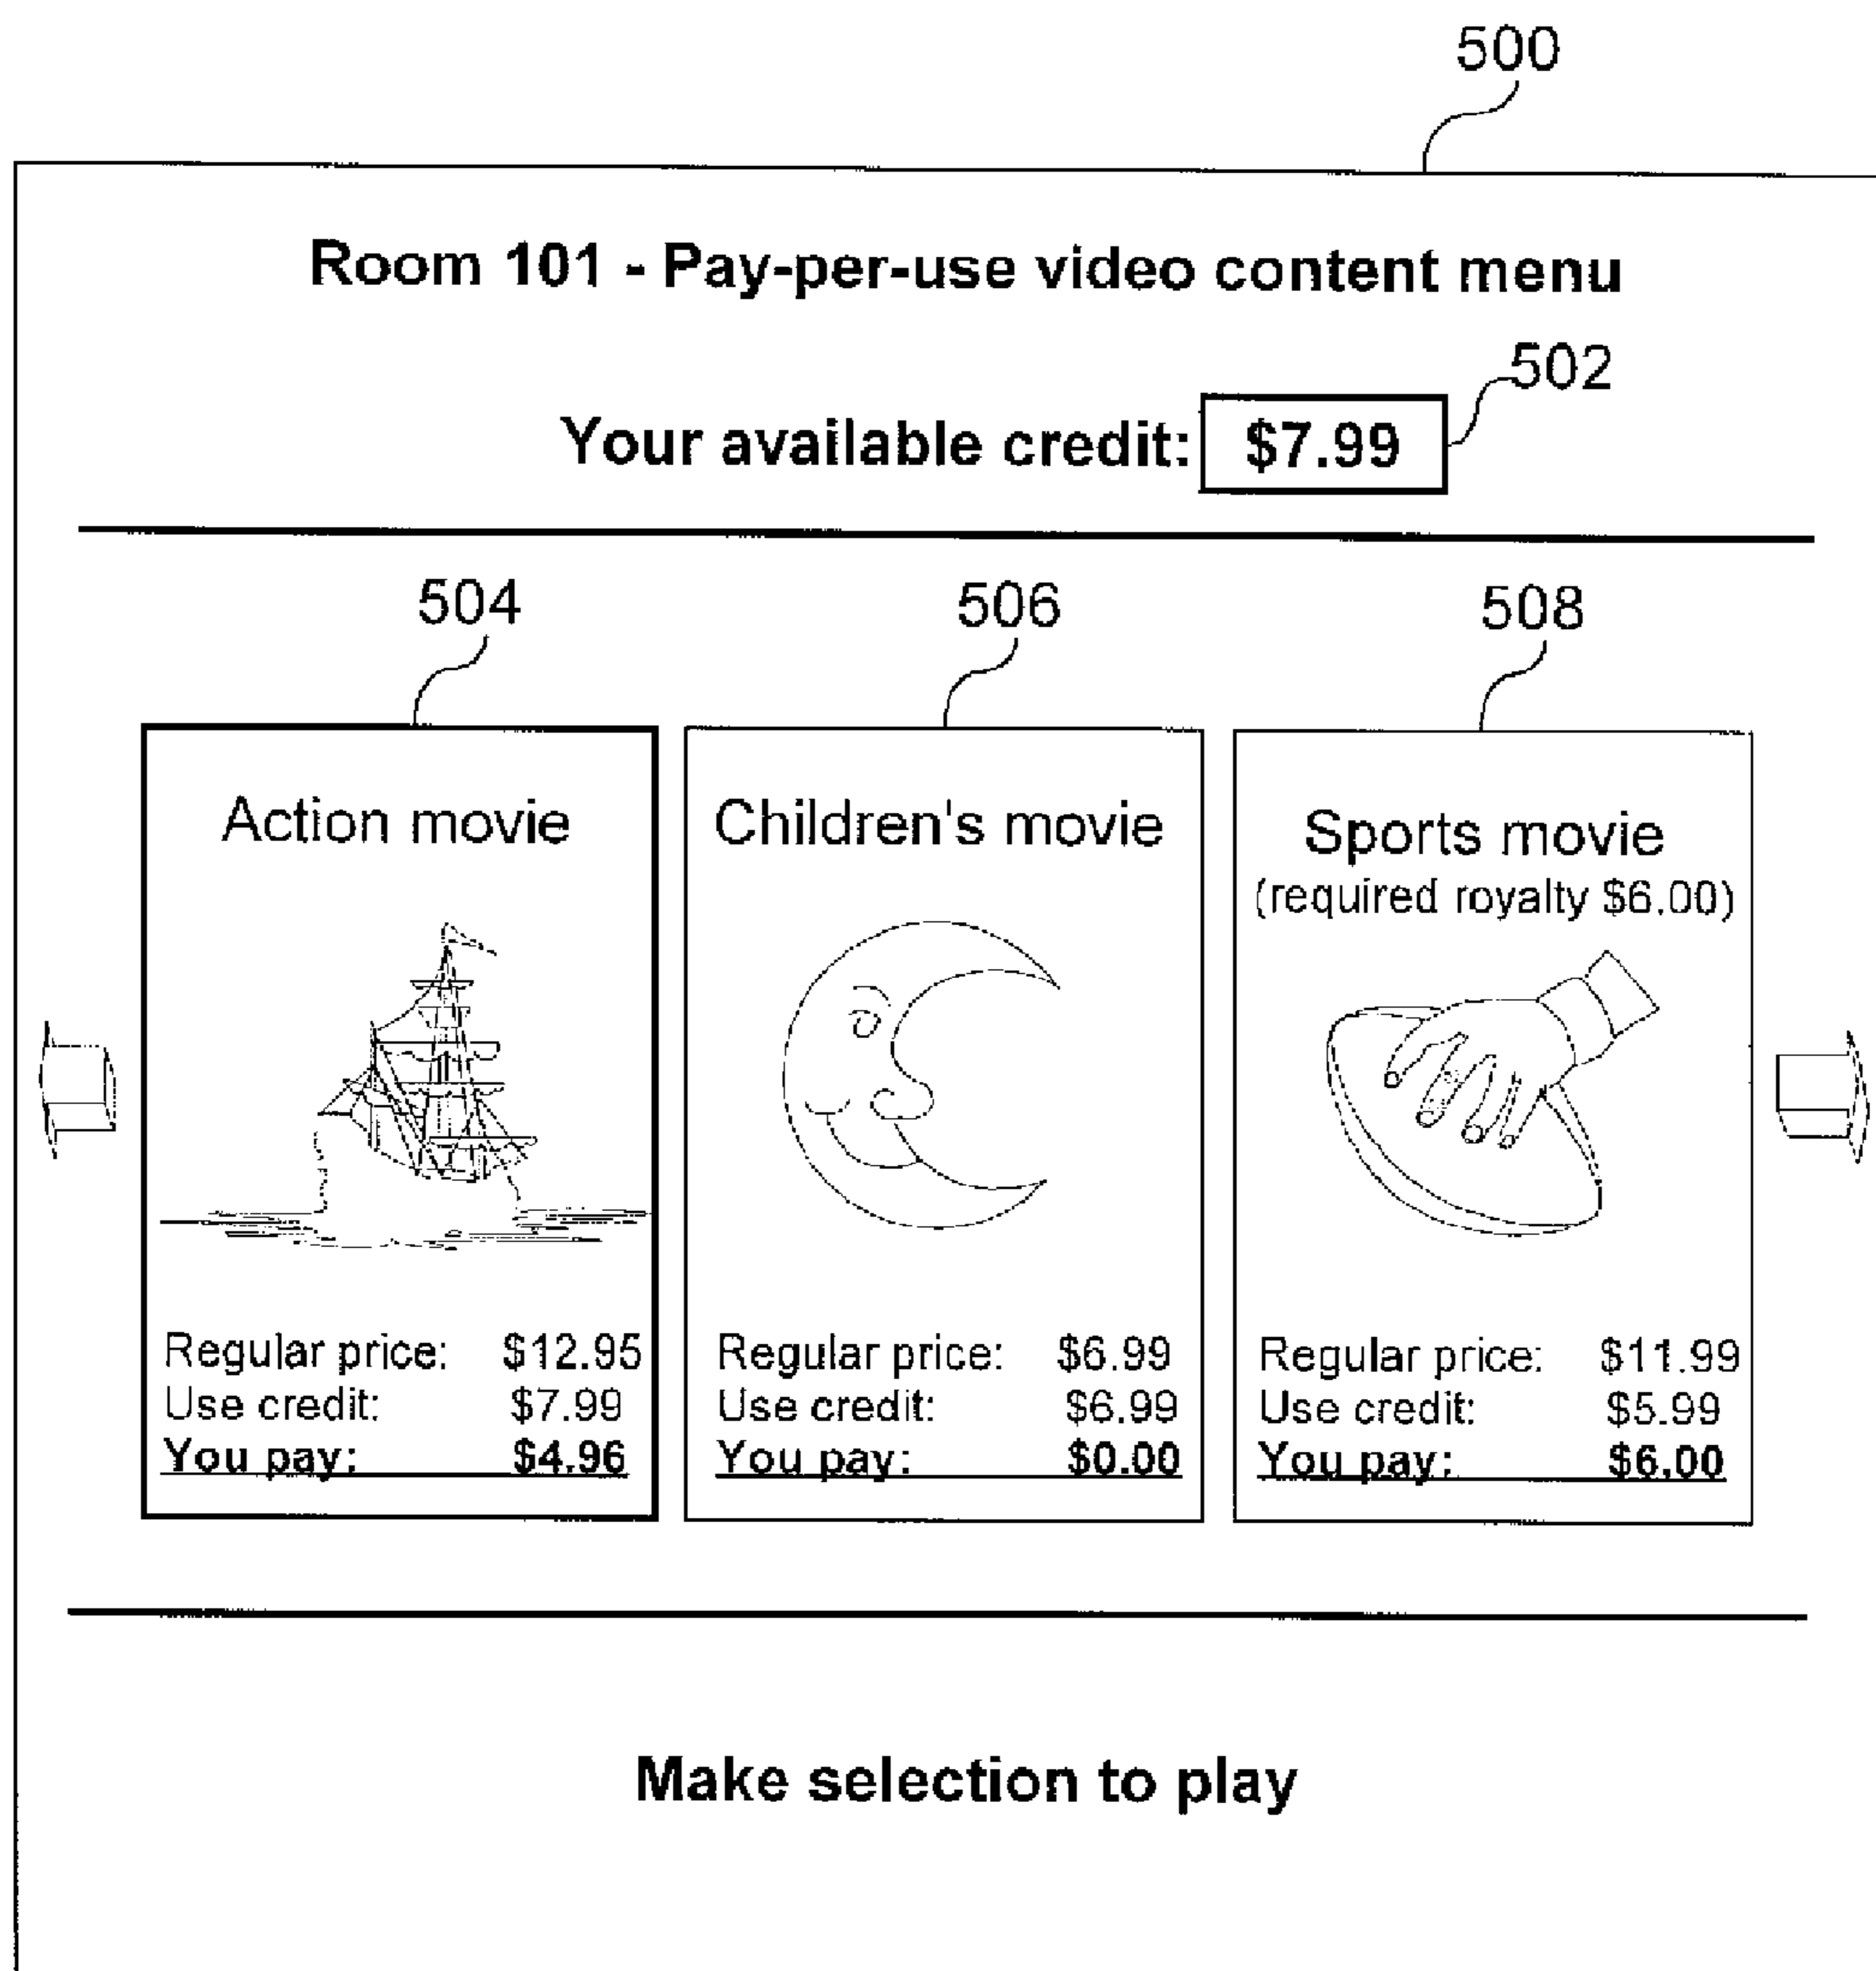 500
Room 101 - Pay-per-use video content menu
502
Your available credit: $7.99
504
506
508
Action movie
Regular price: $12.95
Use credit: $7.99
You pay: $4.96
Children's movie
Regular price: $6.99
Use credit: $6.99
You pay: $0.00
Sports movie
(required royalty $6.00)
Regular price: $11.99
Use credit: $5.99
You pay: $6.00
Make selection to play